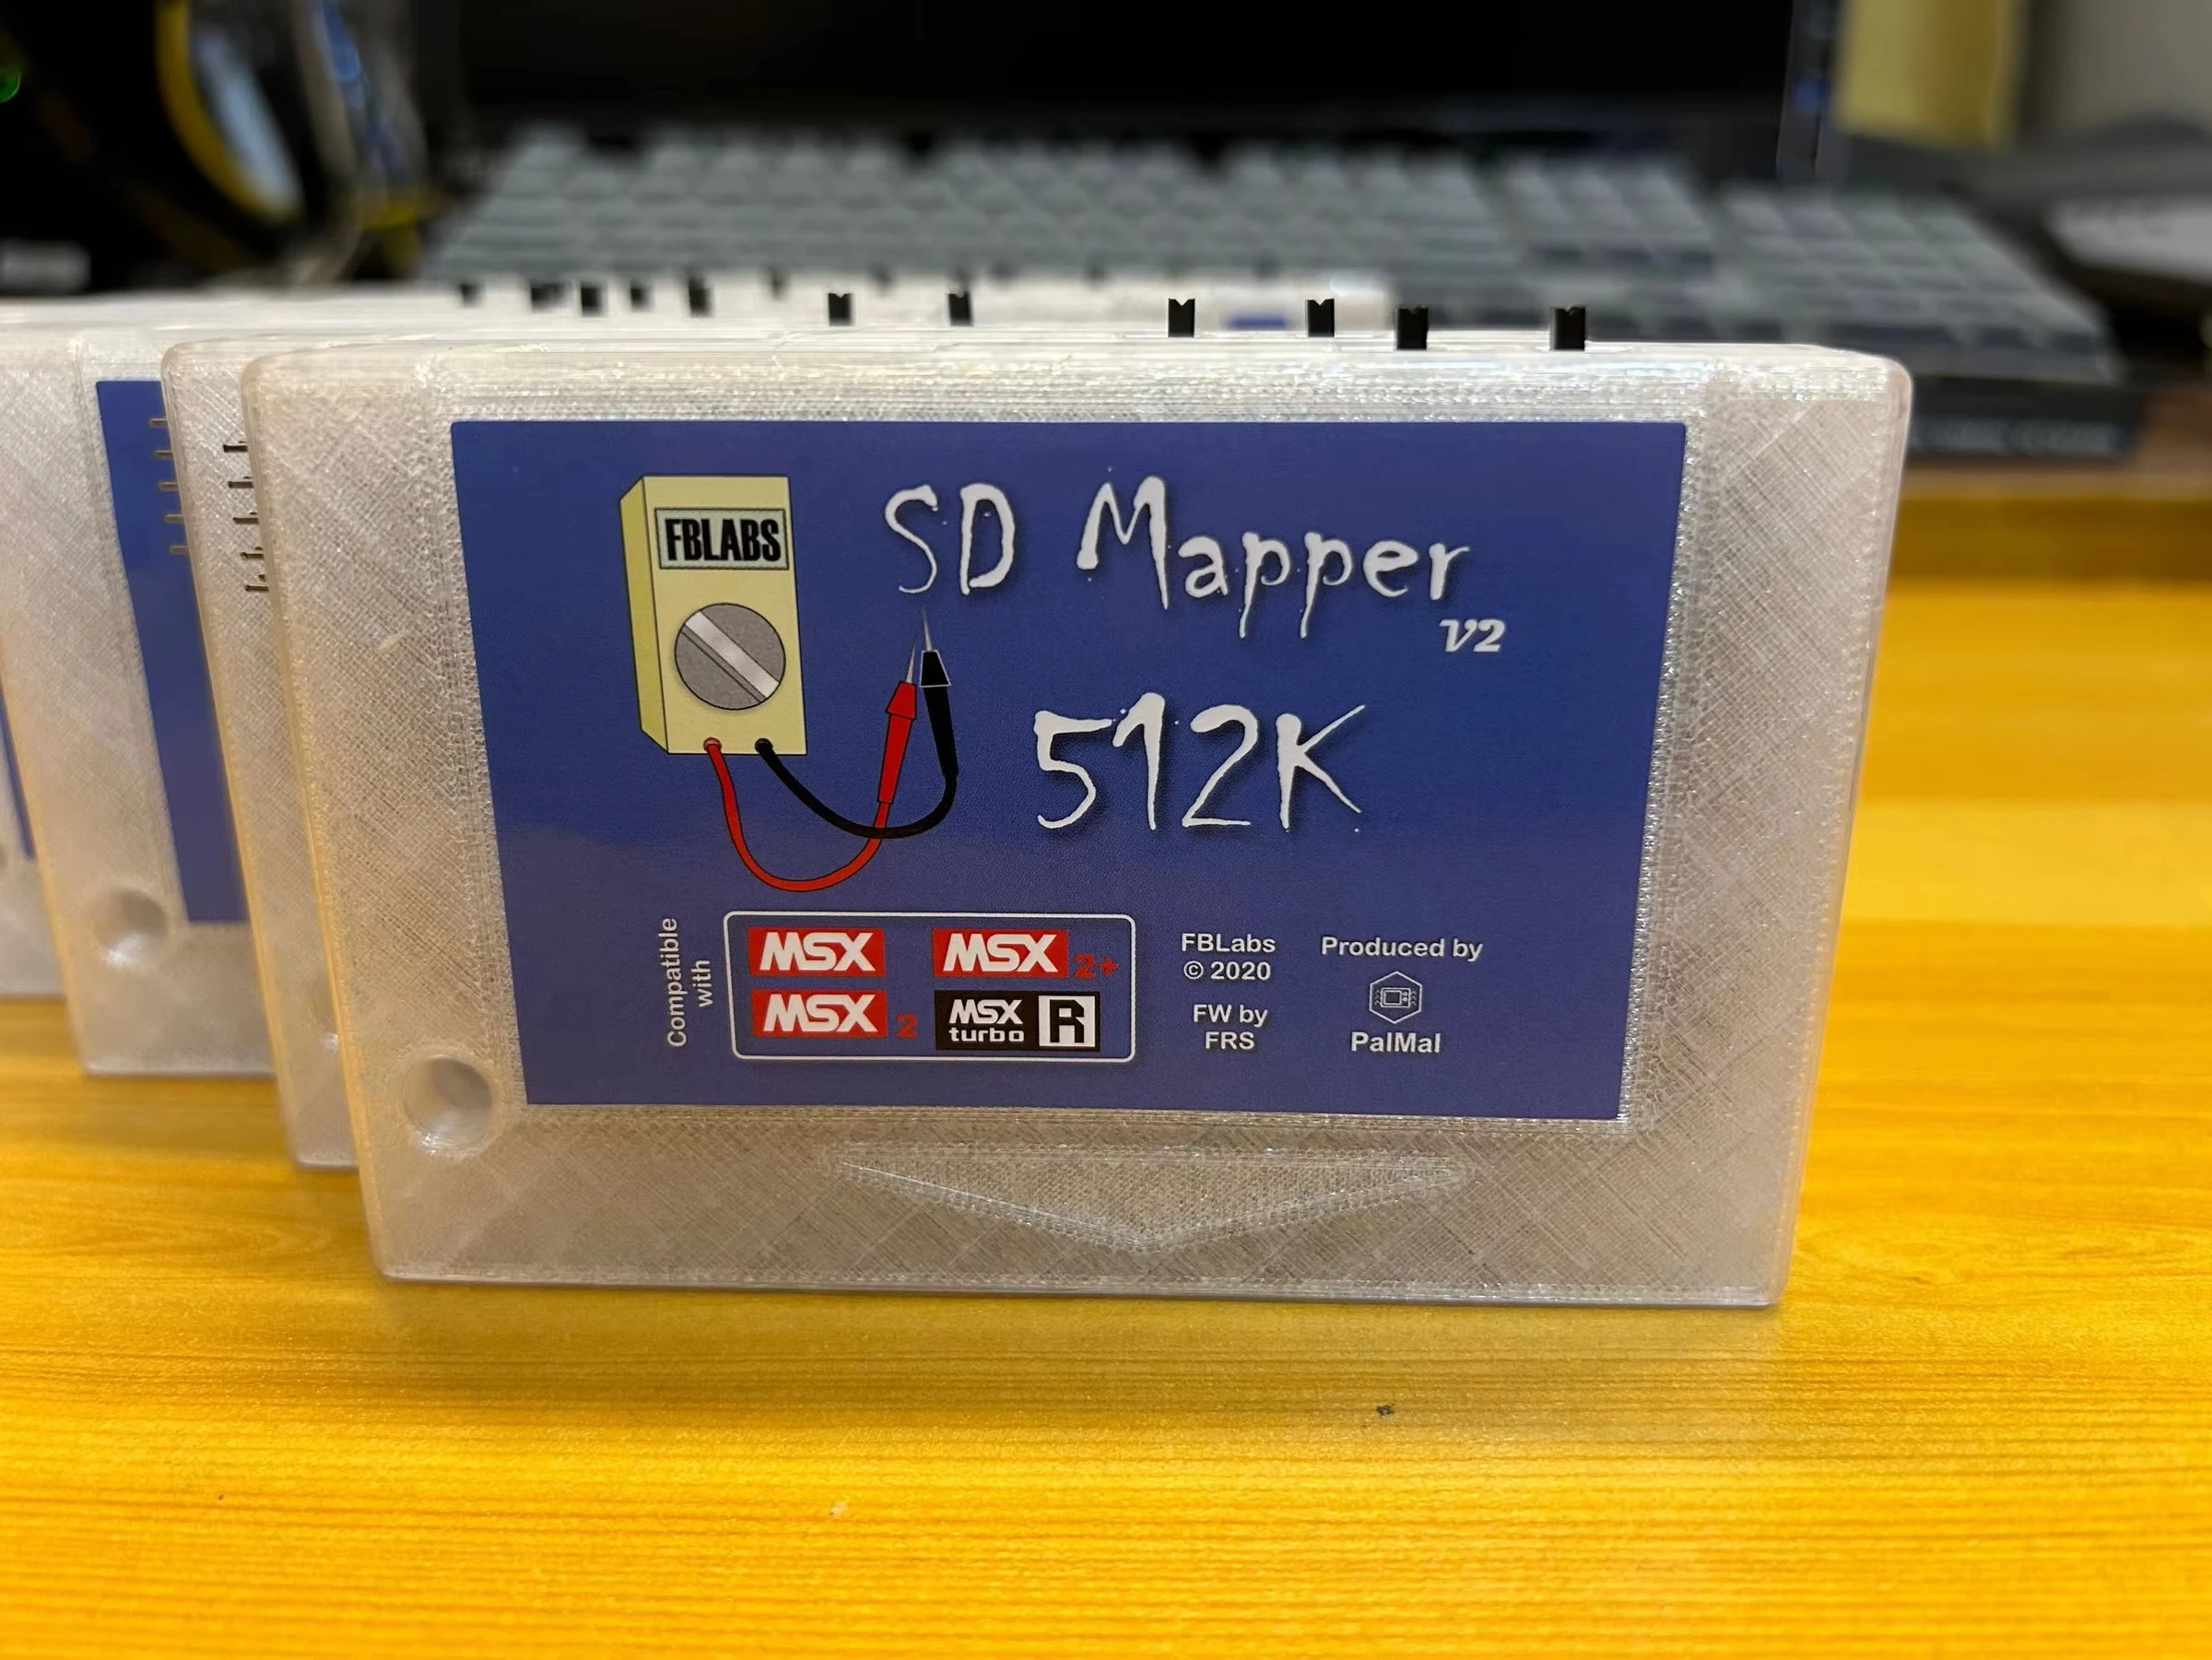 FBLABS
SD Mapper
V2
512K
Compatible
with
MSX
MSX 2+
MSX 2
MSX
turbo R
FBLabs
© 2020
FW by
FRS
Produced by
PalMal